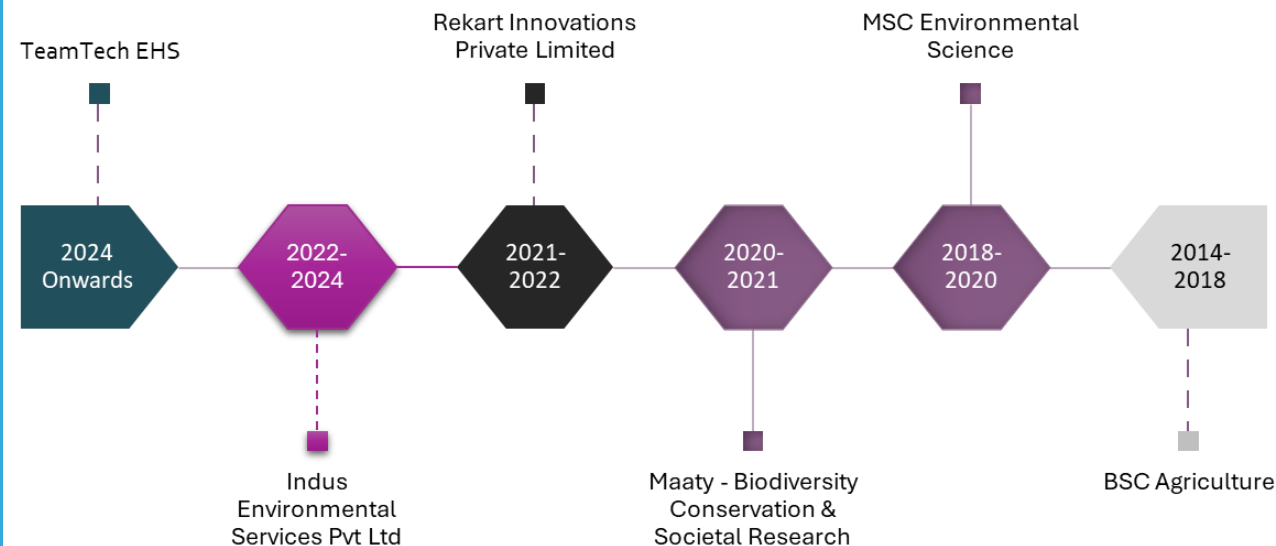 TeamTech EHS
Rekart Innovations
Private Limited
MSC Environmental
Science
2024
Onwards
2022-
2024
2021-
2022
2020-
2021
2018-
2020
2014-
2018
Indus
Environmental
Services Pvt Ltd
Maaty - Biodiversity
Conservation &
Societal Research
BSC Agriculture